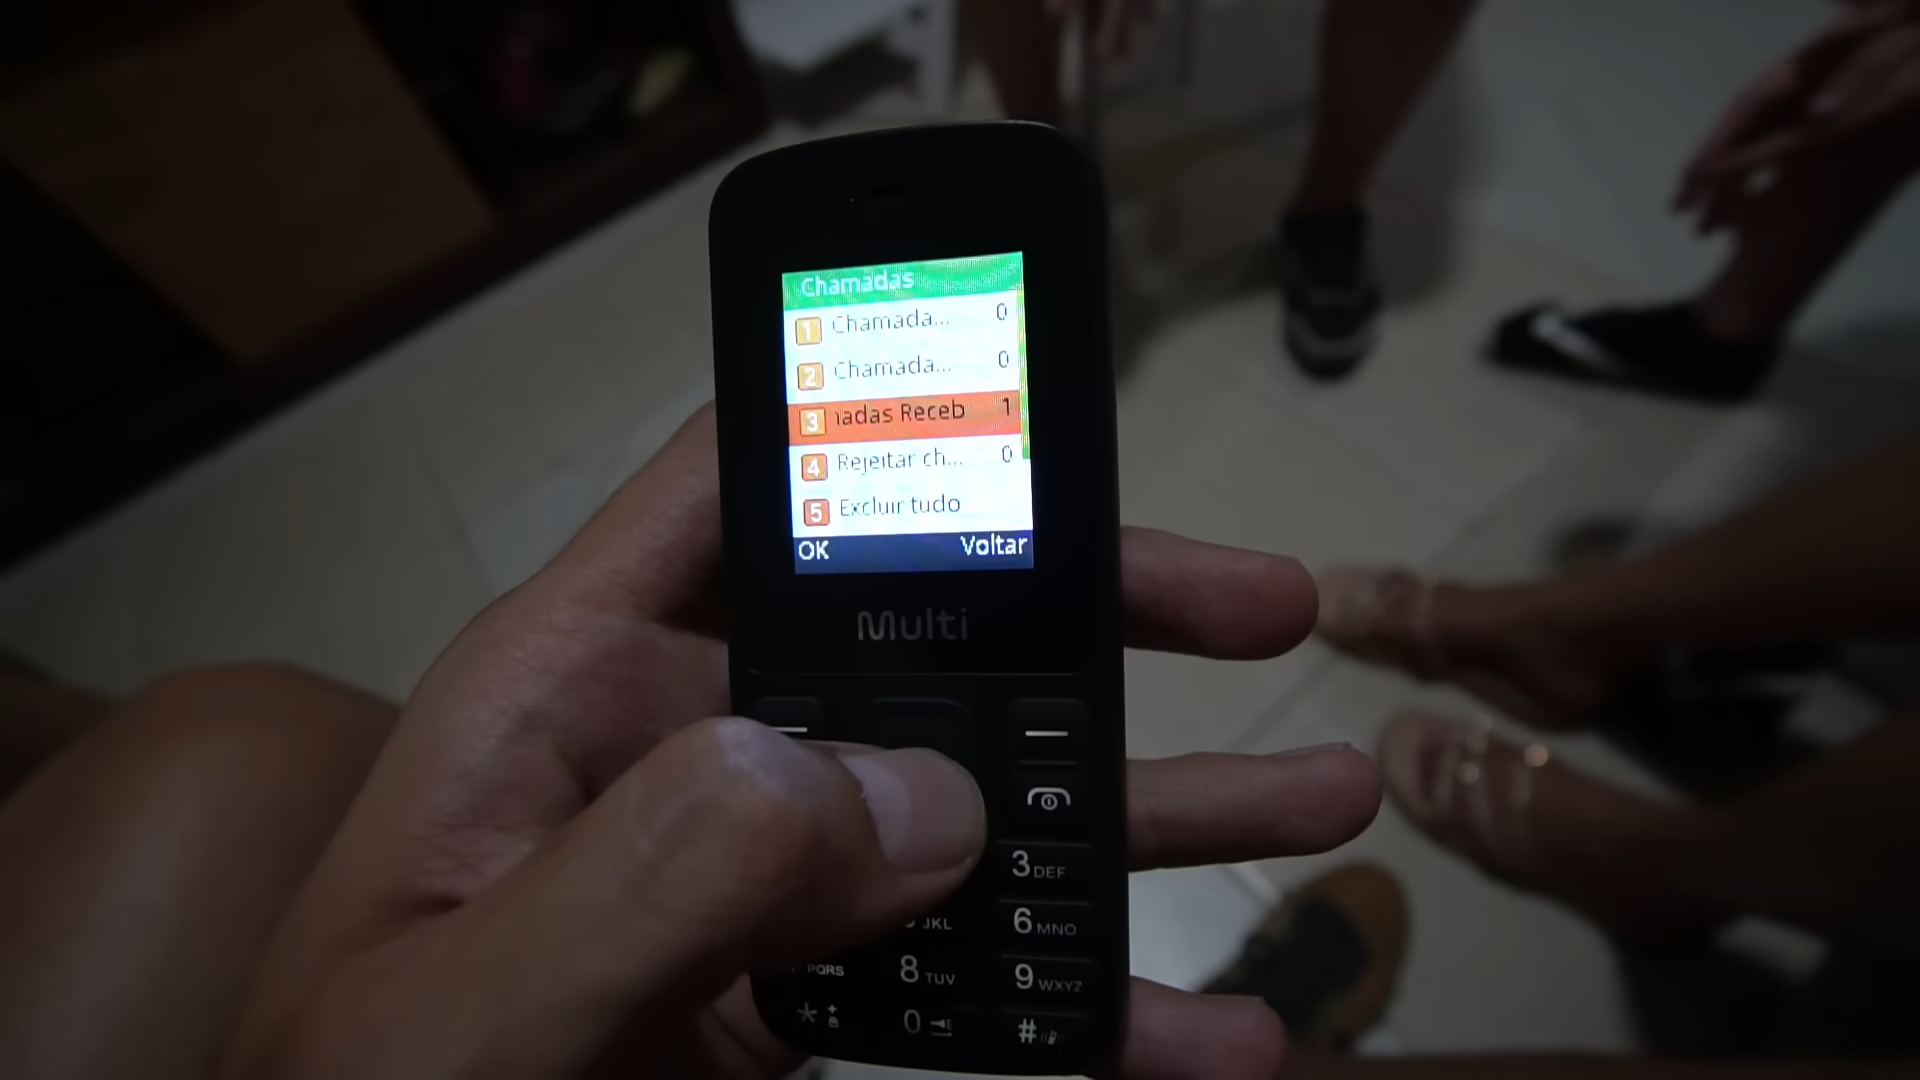 Chamadas
1 Chamada... 0
2 Chamada... 0
3 adas Receb 1
4 Rejeitar ch... 0
5 Excluir tudo
OK Voltar
Multi
3 DEF
JKL 6 MNO
PQRS 8 TUV 9 WXYZ
* + 0 #